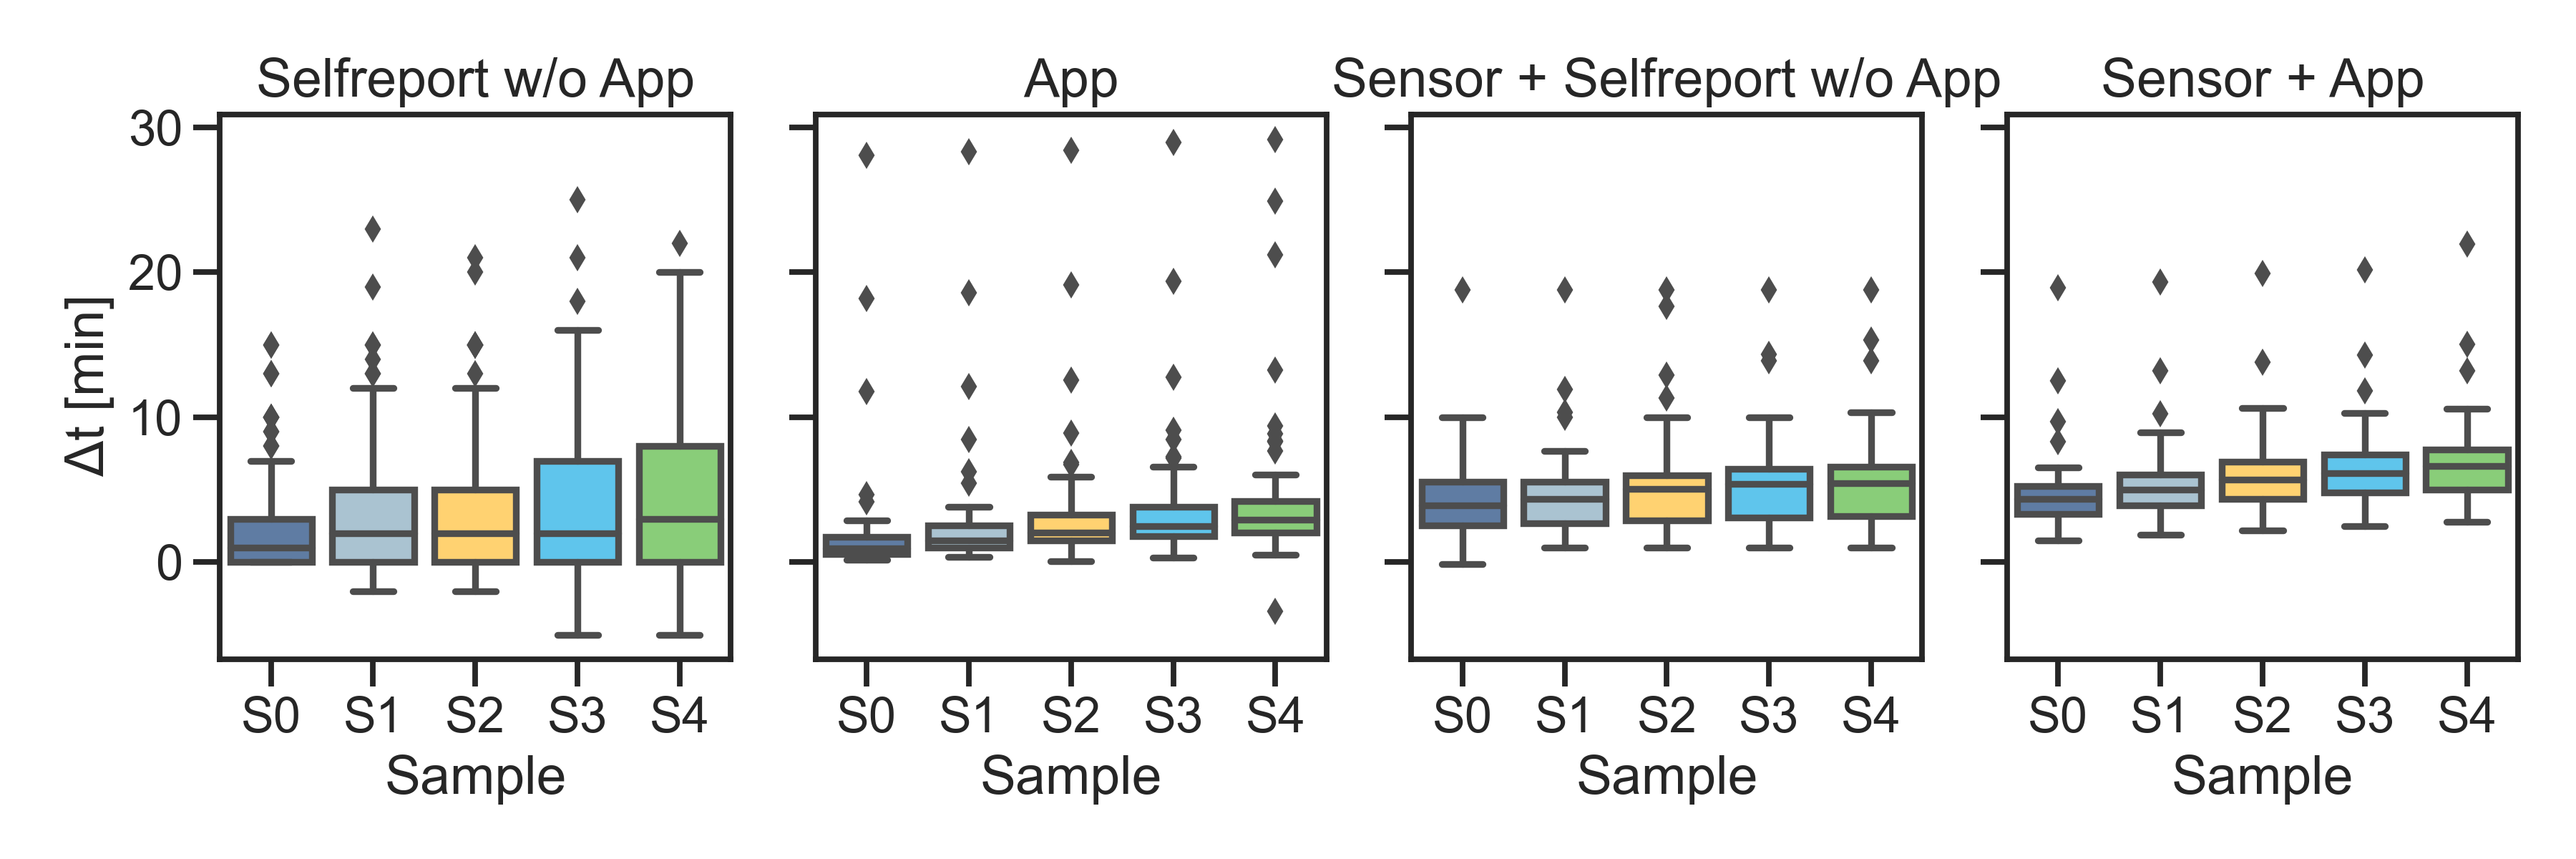 Selfreport w/o App
App
Sensor + Selfreport w/o App
Sensor + App
Δt [min]
30
20
10
0
S0 S1 S2 S3 S4
S0 S1 S2 S3 S4
S0 S1 S2 S3 S4
S0 S1 S2 S3 S4
Sample
Sample
Sample
Sample